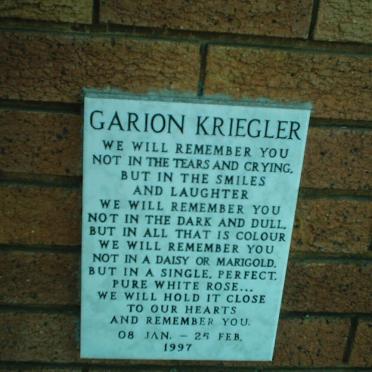 GARION KRIEGLER
WE WILL REMEMBER YOU
NOT IN THE TEARS AND CRYING,
BUT IN THE SMILES
AND LAUGHTER
WE WILL REMEMBER YOU
NOT IN THE DARK AND DULL,
BUT IN ALL THAT IS COLOUR
WE WILL REMEMBER YOU
NOT IN A DAISY OR MARIGOLD,
BUT IN A SINGLE, PERFECT,
PURE WHITE ROSE...
WE WILL HOLD IT CLOSE
TO OUR HEARTS
AND REMEMBER YOU.
08 JAN. - 25 FEB.
1997